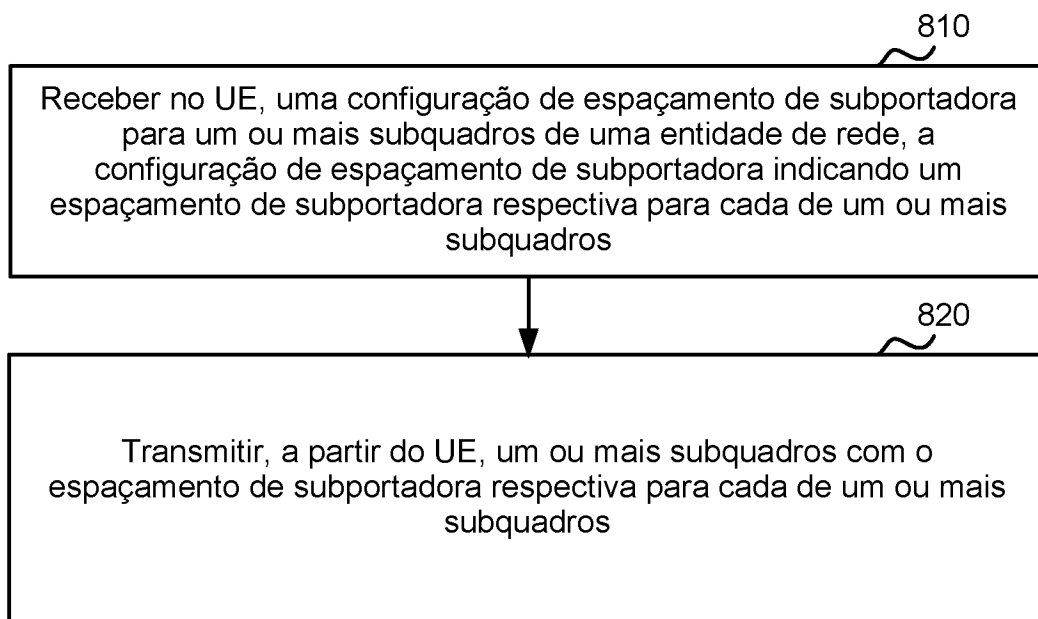 810
Receber no UE, uma configuração de espaçamento de subportadora
para um ou mais subquadros de uma entidade de rede, a
configuração de espaçamento de subportadora indicando um
espaçamento de subportadora respectiva para cada de um ou mais
subquadros
820
Transmitir, a partir do UE, um ou mais subquadros com o
espaçamento de subportadora respectiva para cada de um ou mais
subquadros